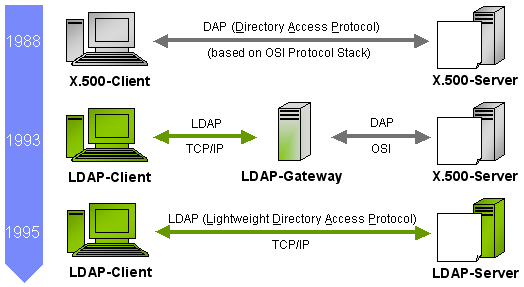 1988
DAP (Directory Access Protocol)
(based on OSI Protocol Stack)
X.500-Client
X.500-Server
1993
LDAP
TCP/IP
DAP
OSI
LDAP-Client
LDAP-Gateway
X.500-Server
1995
LDAP (Lightweight Directory Access Protocol)
TCP/IP
LDAP-Client
LDAP-Server